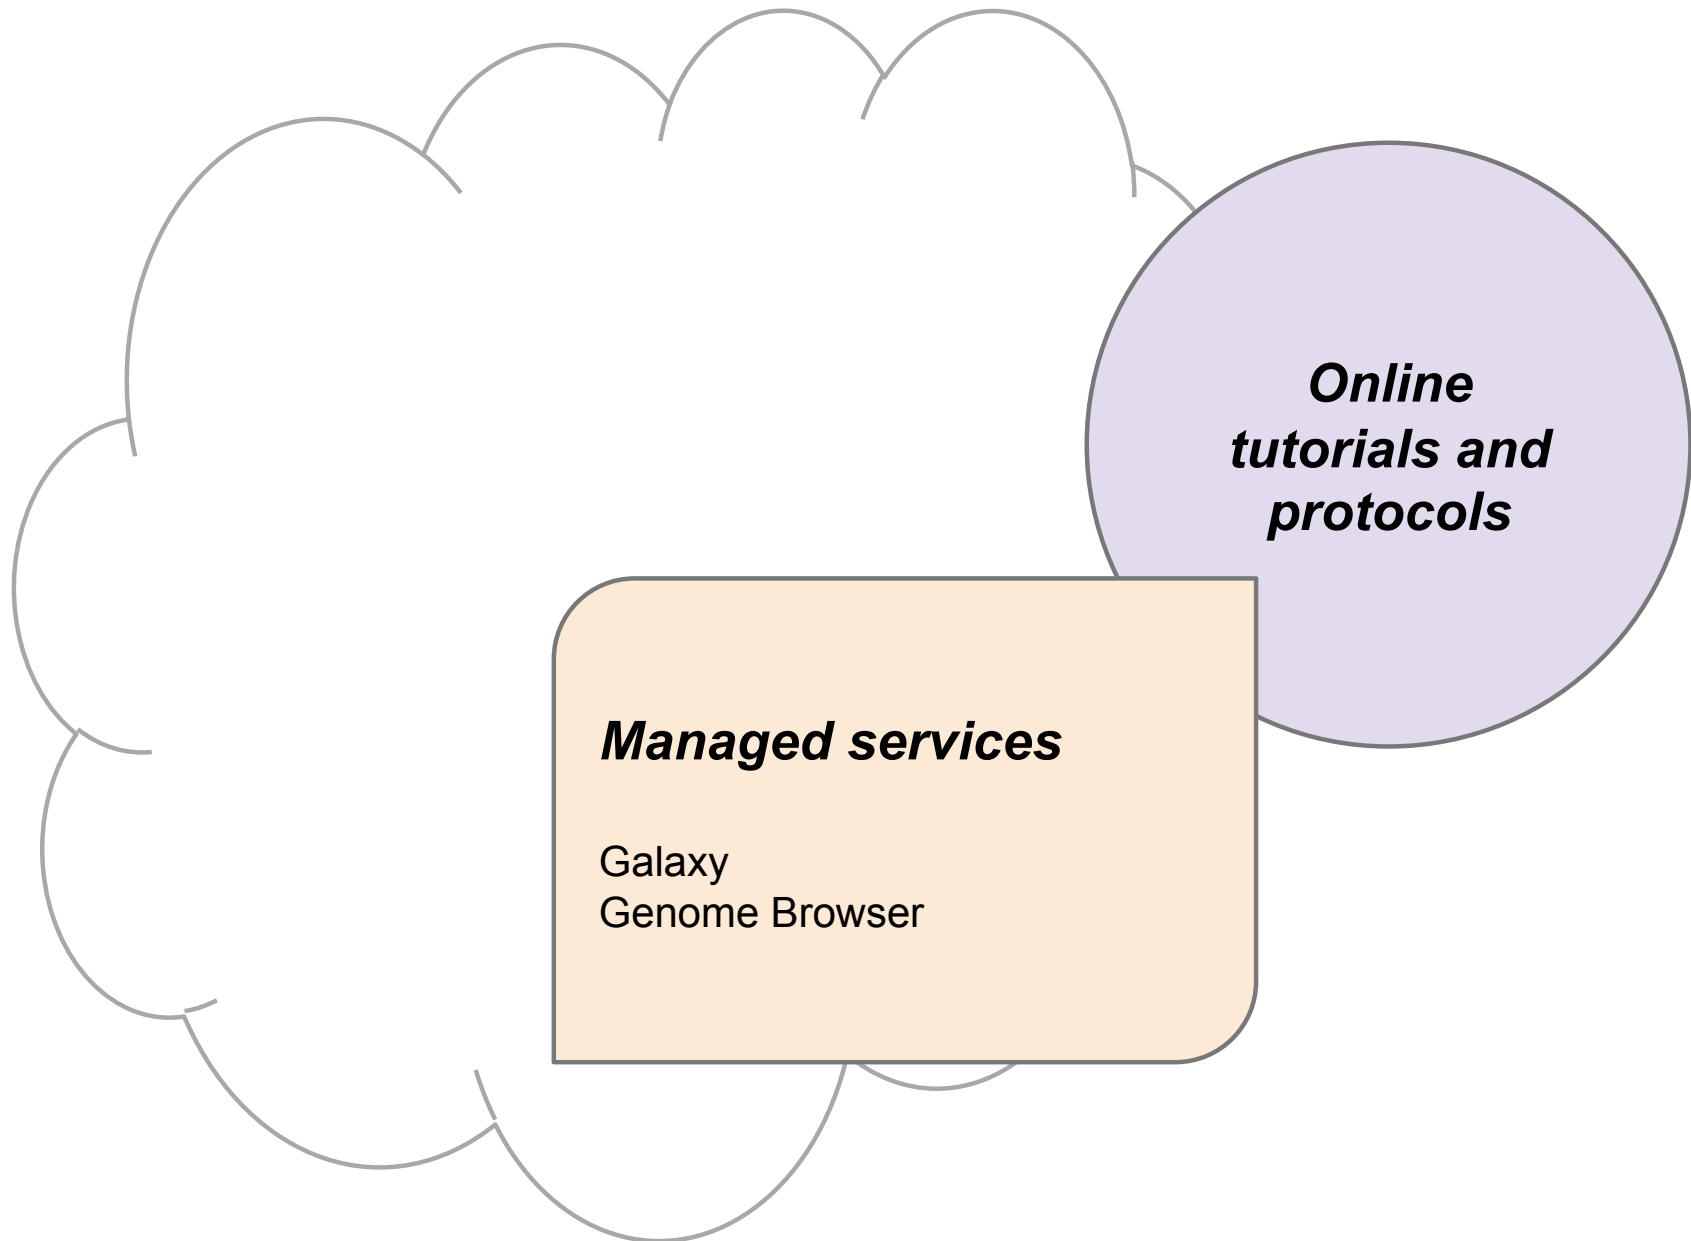 Online
tutorials and
protocols
Managed services
Galaxy
Genome Browser